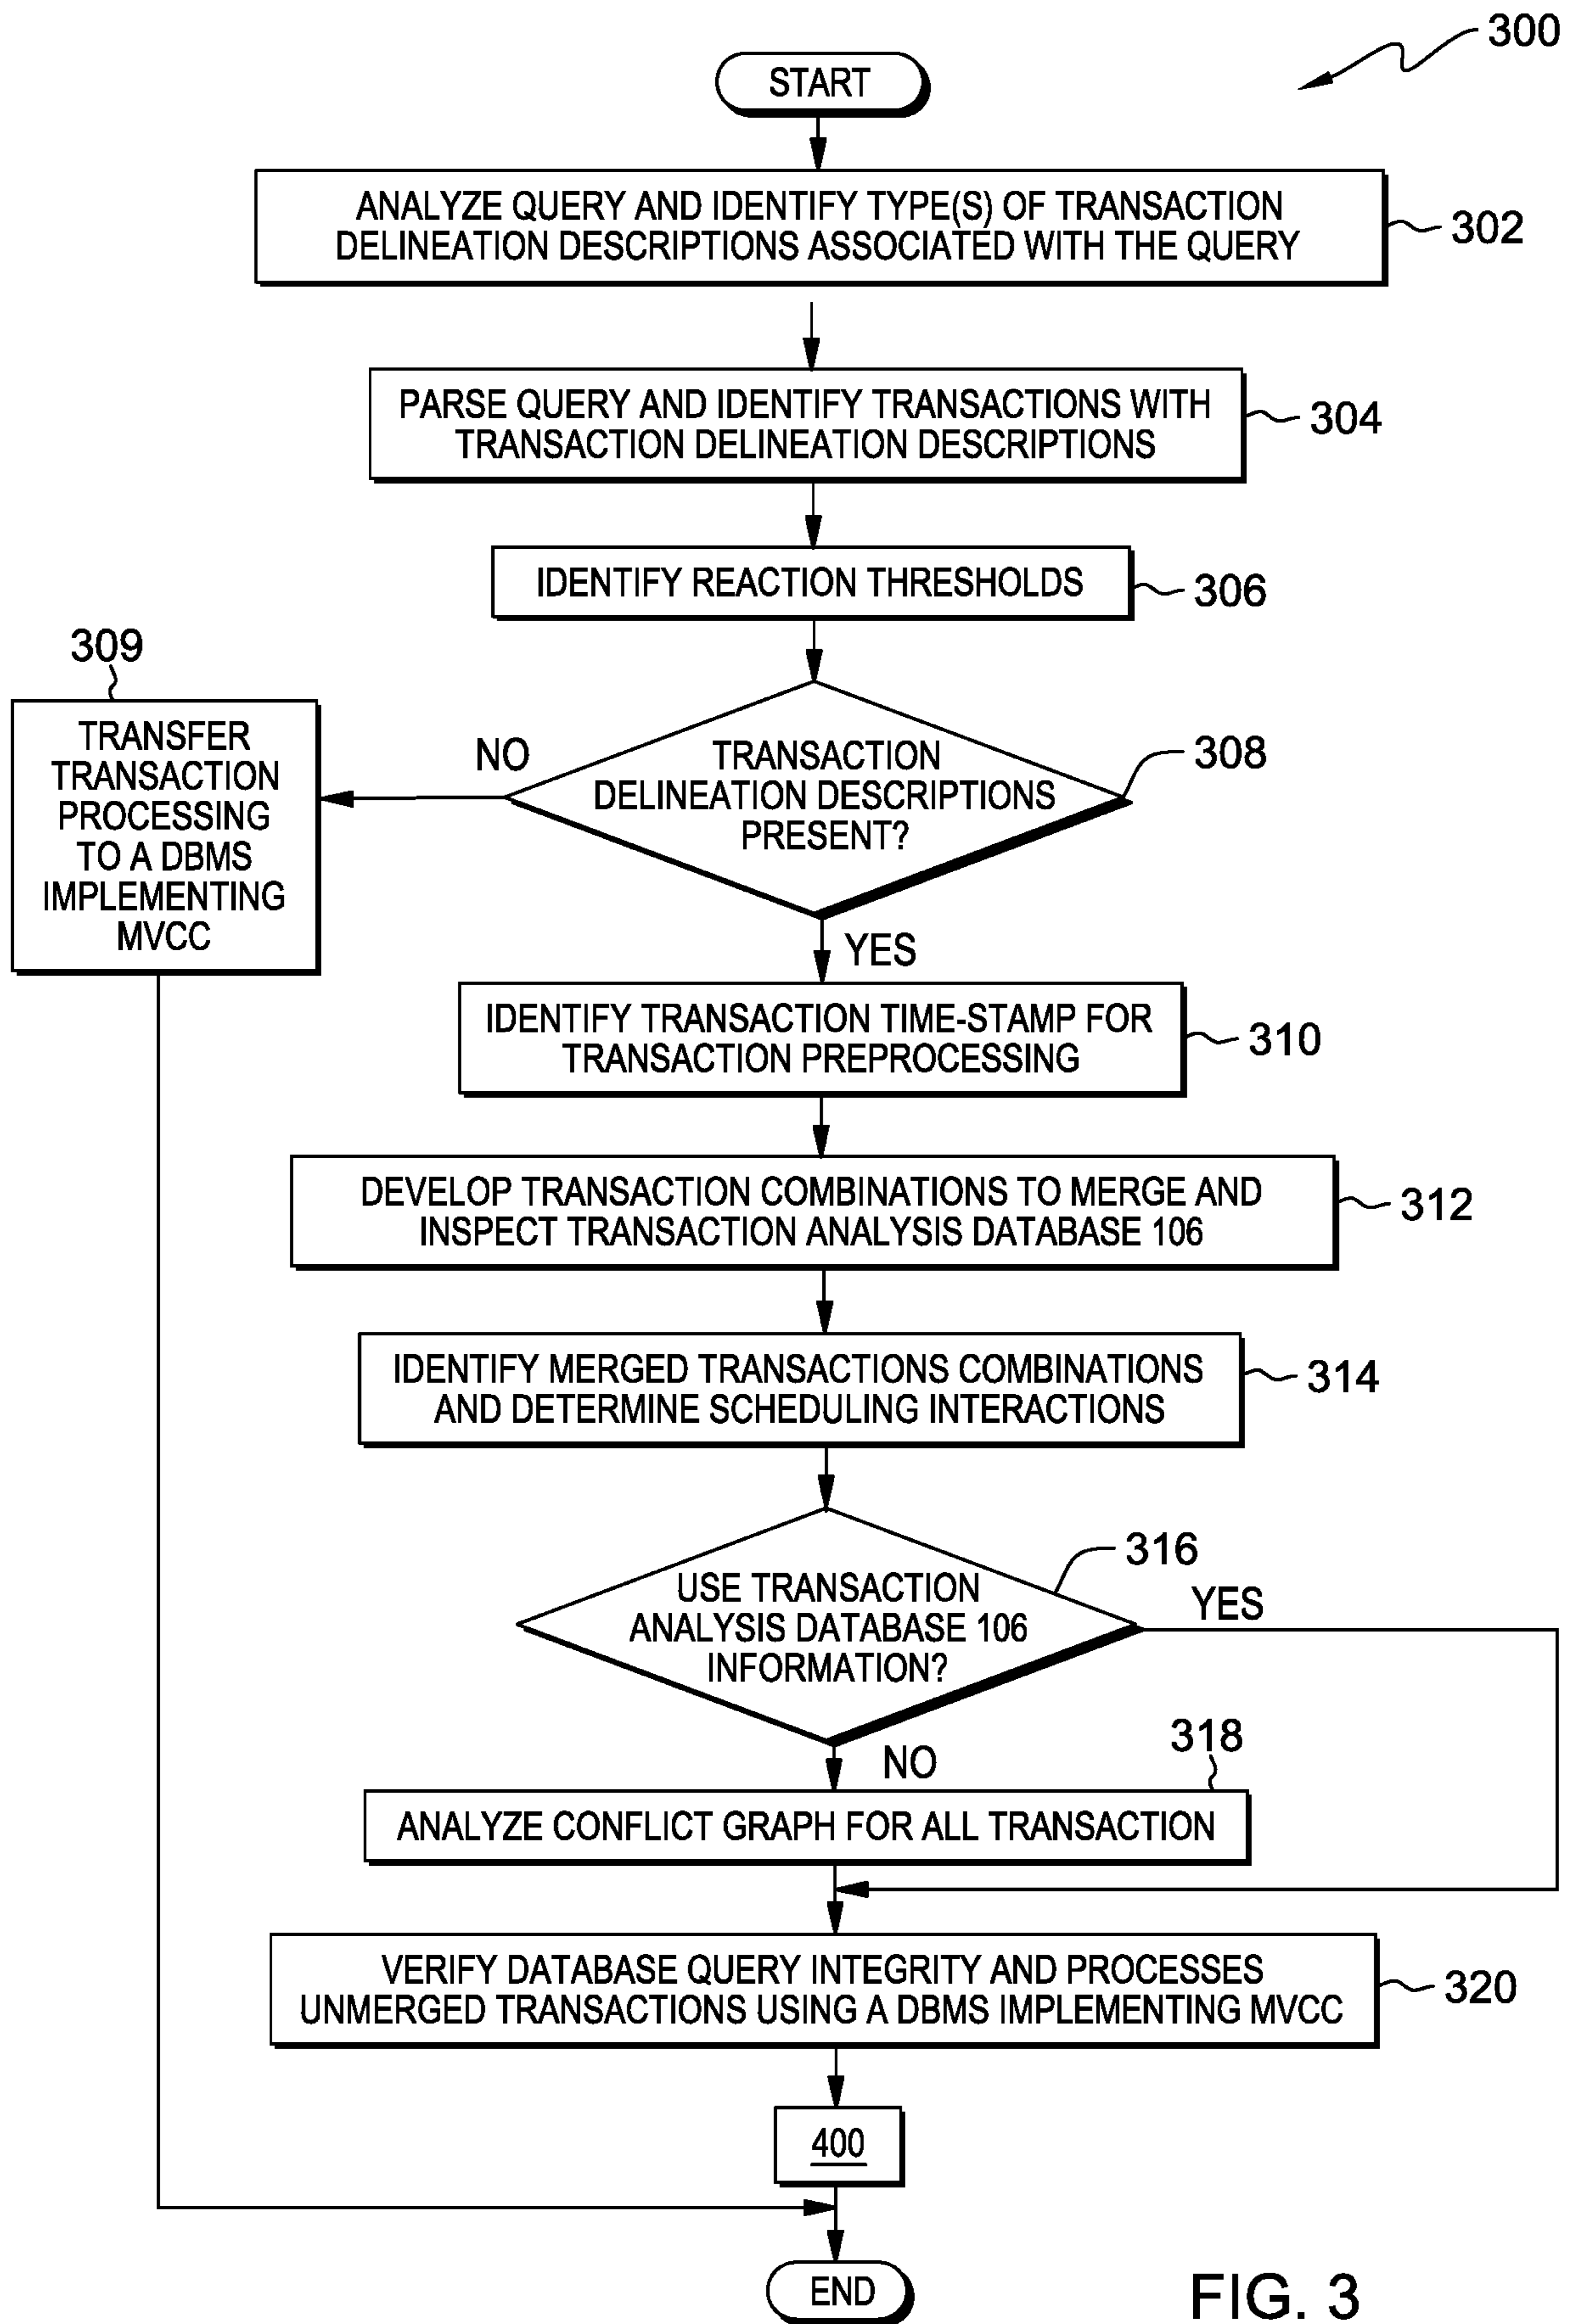 300
START
ANALYZE QUERY AND IDENTIFY TYPE(S) OF TRANSACTION
DELINEATION DESCRIPTIONS ASSOCIATED WITH THE QUERY
302
PARSE QUERY AND IDENTIFY TRANSACTIONS WITH
TRANSACTION DELINEATION DESCRIPTIONS
304
IDENTIFY REACTION THRESHOLDS
306
309
TRANSFER
TRANSACTION
PROCESSING
TO A DBMS
IMPLEMENTING
MVCC
NO
TRANSACTION
DELINEATION DESCRIPTIONS
PRESENT?
308
YES
IDENTIFY TRANSACTION TIME-STAMP FOR
TRANSACTION PREPROCESSING
310
DEVELOP TRANSACTION COMBINATIONS TO MERGE AND
INSPECT TRANSACTION ANALYSIS DATABASE 106
312
IDENTIFY MERGED TRANSACTIONS COMBINATIONS
AND DETERMINE SCHEDULING INTERACTIONS
314
USE TRANSACTION
ANALYSIS DATABASE 106
INFORMATION?
316
YES
NO
318
ANALYZE CONFLICT GRAPH FOR ALL TRANSACTION
VERIFY DATABASE QUERY INTEGRITY AND PROCESSES
UNMERGED TRANSACTIONS USING A DBMS IMPLEMENTING MVCC
320
400
END
FIG. 3